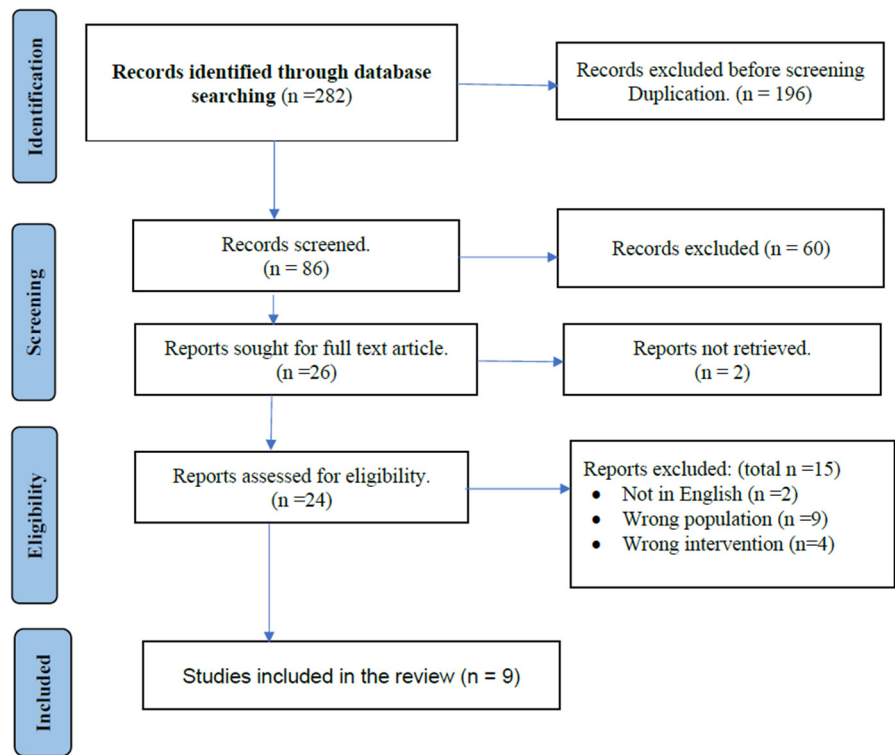 Identification
Records identified through database
searching (n =282)
Records excluded before screening
Duplication. (n = 196)
Screening
Records screened.
(n = 86)
Records excluded (n = 60)
Reports sought for full text article.
(n =26)
Reports not retrieved.
(n = 2)
Eligibility
Reports assessed for eligibility.
(n =24)
Reports excluded: (total n =15)
• Not in English (n =2)
• Wrong population (n =9)
• Wrong intervention (n=4)
Included
Studies included in the review (n = 9)